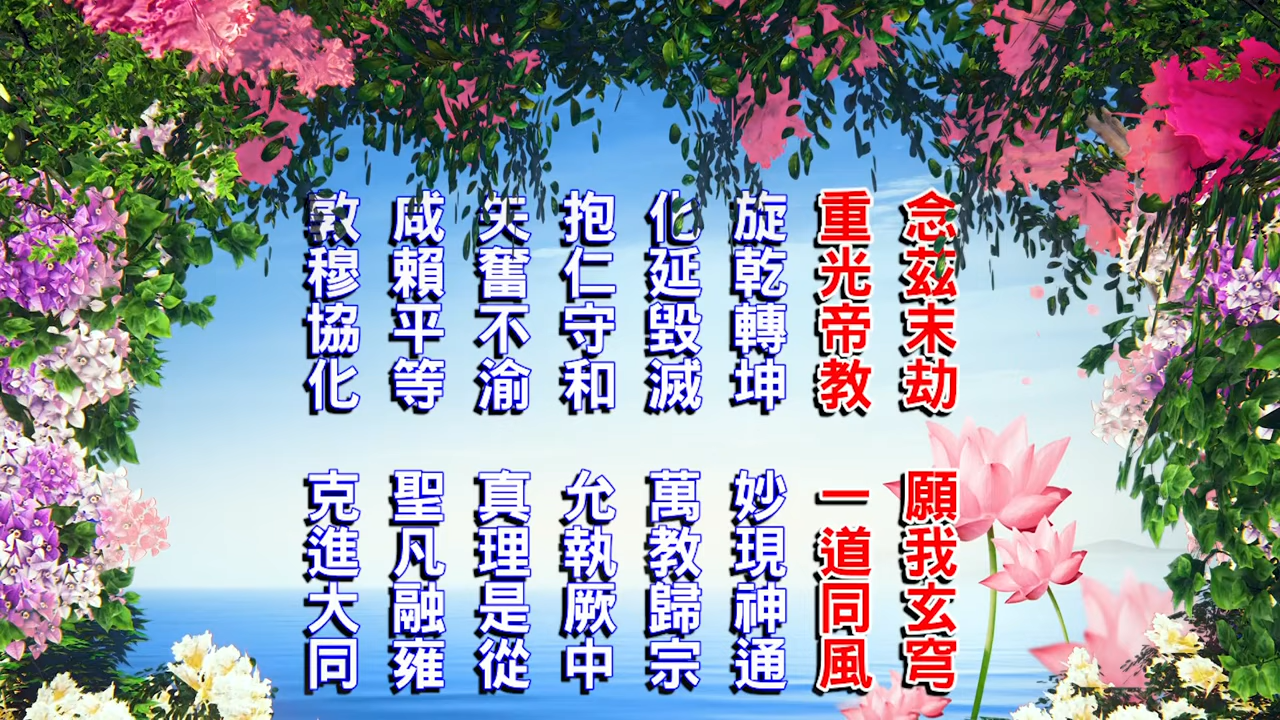 念茲末劫 願我玄穹
重光帝教 一道同風
旋乾轉坤 妙現神通
化延毀滅 萬教歸宗
抱仁守和 允執厥中
矢奮不渝 真理是從
咸賴平等 聖凡融雍
敦穆協化 克進大同